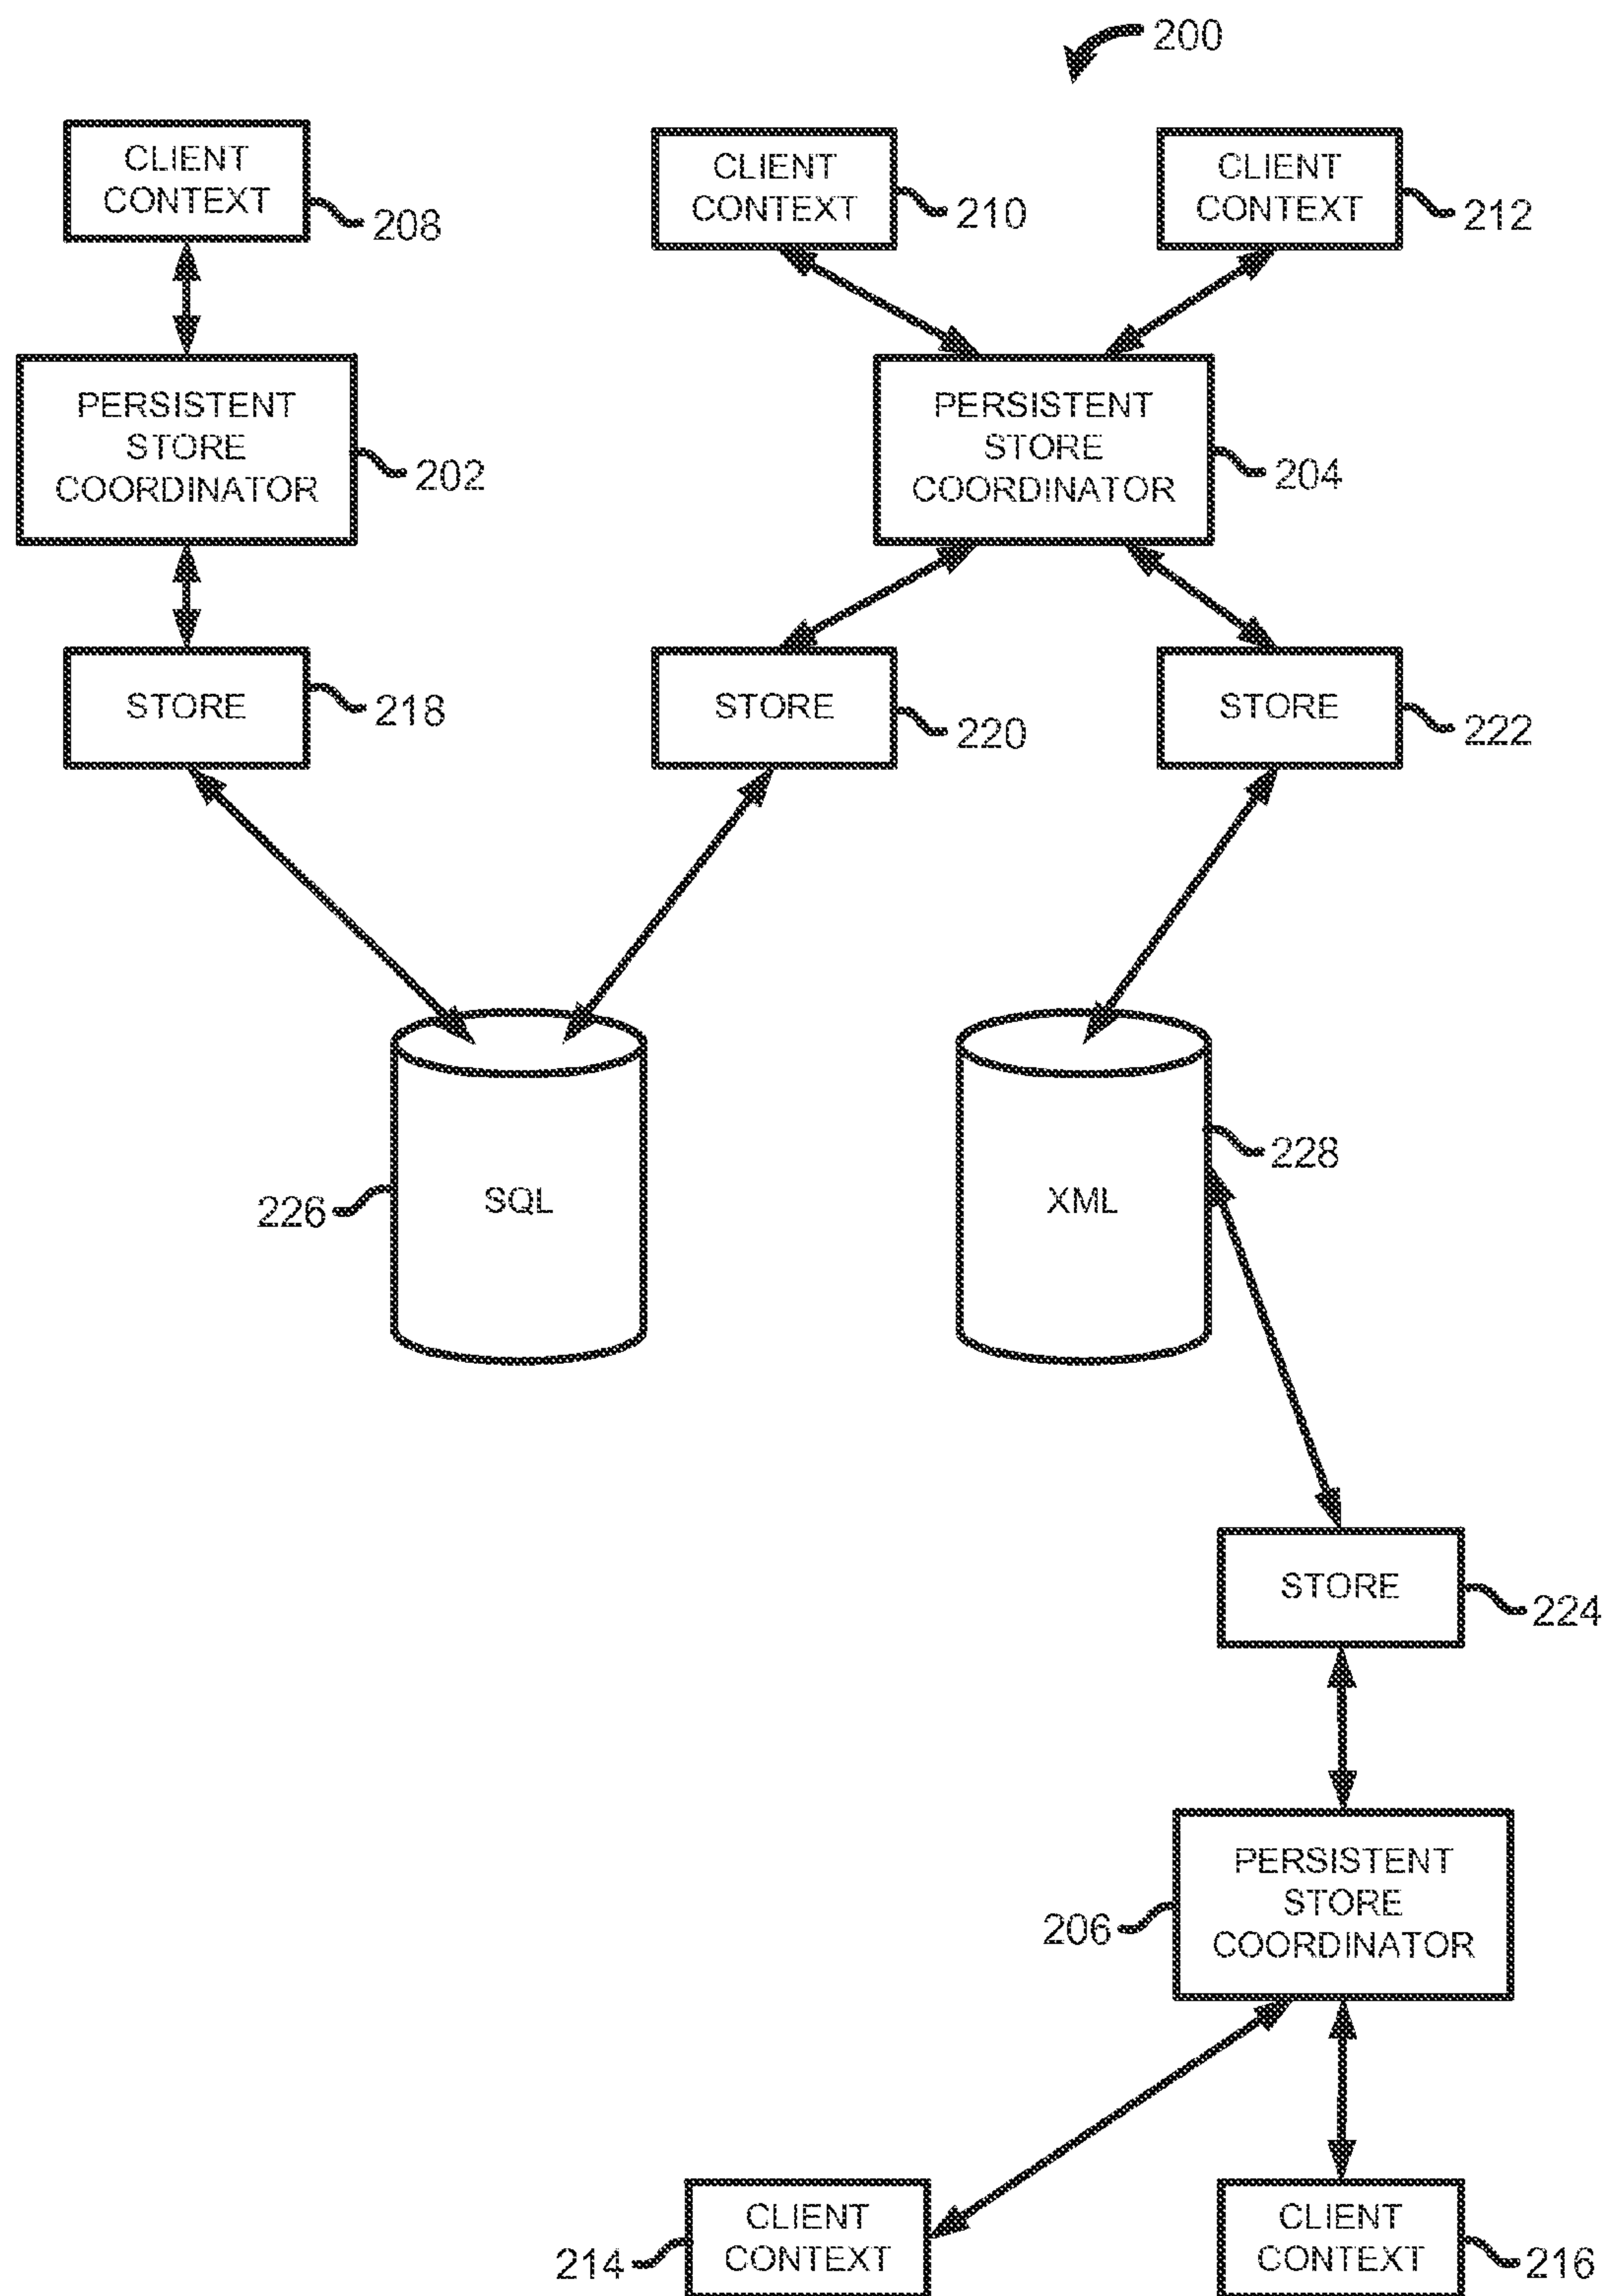 200
CLIENT
CONTEXT
208
CLIENT
CONTEXT
210
CLIENT
CONTEXT
212
PERSISTENT
STORE
COORDINATOR
202
PERSISTENT
STORE
COORDINATOR
204
STORE
218
STORE
220
STORE
222
226
SQL
XML
228
STORE
224
206
PERSISTENT
STORE
COORDINATOR
214
CLIENT
CONTEXT
CLIENT
CONTEXT
216